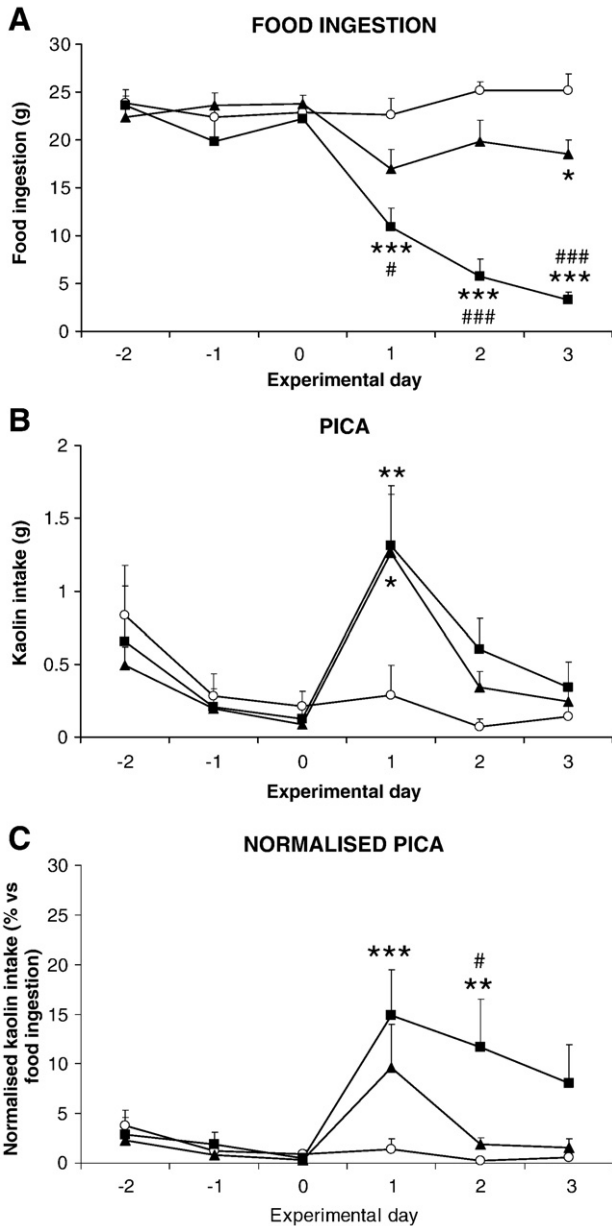 A
FOOD INGESTION
30
25
20
15
10
5
0
Food ingestion (g)
*
***
#
***
###
###
***
-2 -1 0 1 2 3
Experimental day
B
PICA
2
1.5
1
0.5
0
Kaolin intake (g)
**
*
-2 -1 0 1 2 3
Experimental day
C
NORMALISED PICA
30
25
20
15
10
5
0
Normalised kaolin intake (% vs
food ingestion)
***
#
**
-2 -1 0 1 2 3
Experimental day